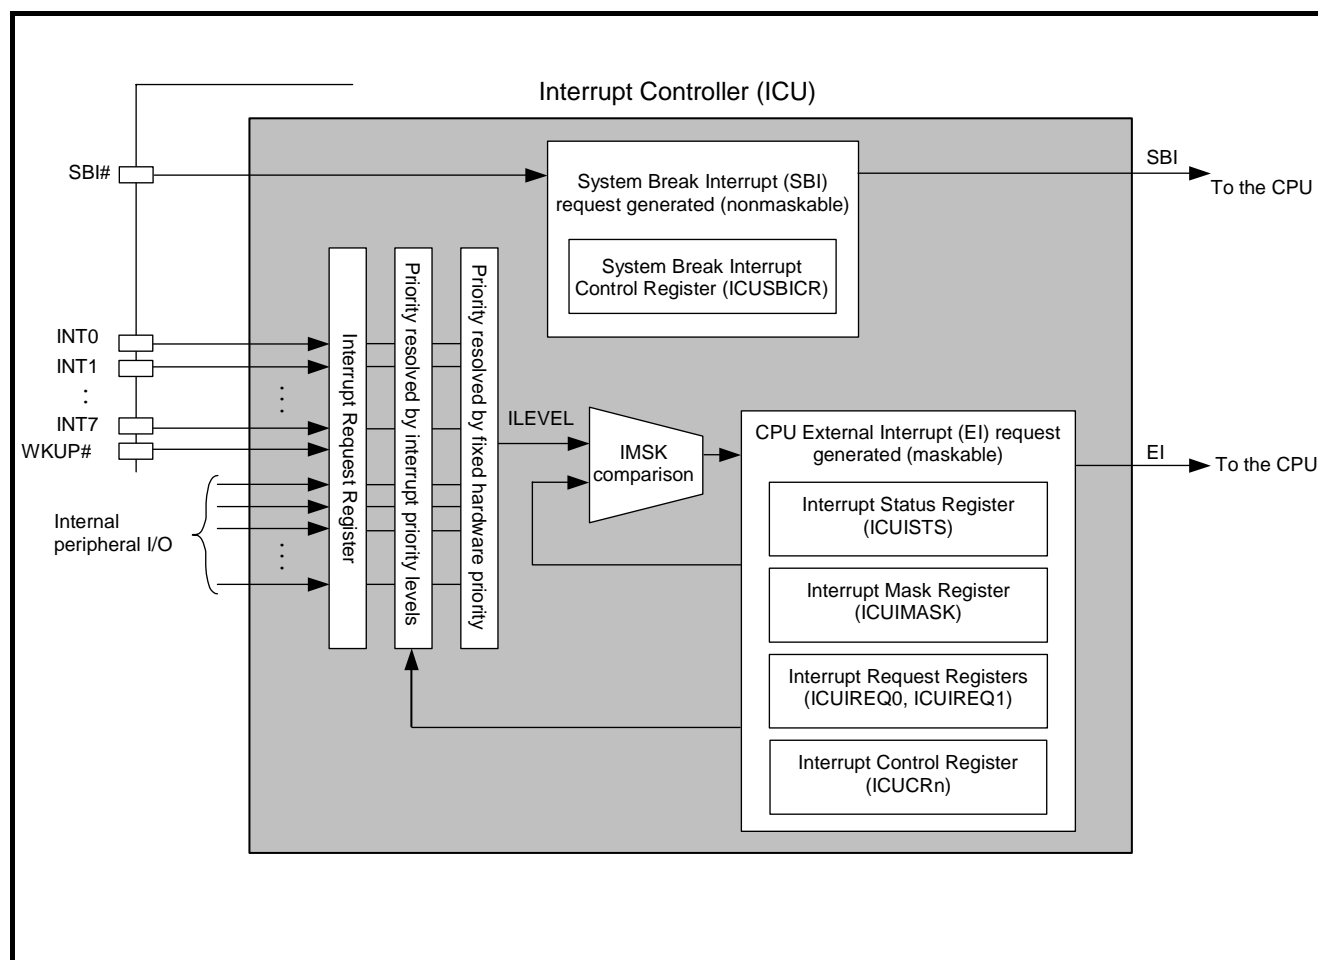 Interrupt Controller (ICU)
SBI#
System Break Interrupt (SBI)
request generated (nonmaskable)
System Break Interrupt
Control Register (ICUSBICR)
SBI
To the CPU
INT0
INT1
INT7
WKUP#
Internal
peripheral I/O
Interrupt Request Register
Priority resolved by interrupt priority levels
Priority resolved by fixed hardware priority
ILEVEL
IMSK
comparison
CPU External Interrupt (EI) request
generated (maskable)
Interrupt Status Register
(ICUISTS)
Interrupt Mask Register
(ICUIMASK)
Interrupt Request Registers
(ICUIREQ0, ICUIREQ1)
Interrupt Control Register
(ICUCRn)
EI
To the CPU